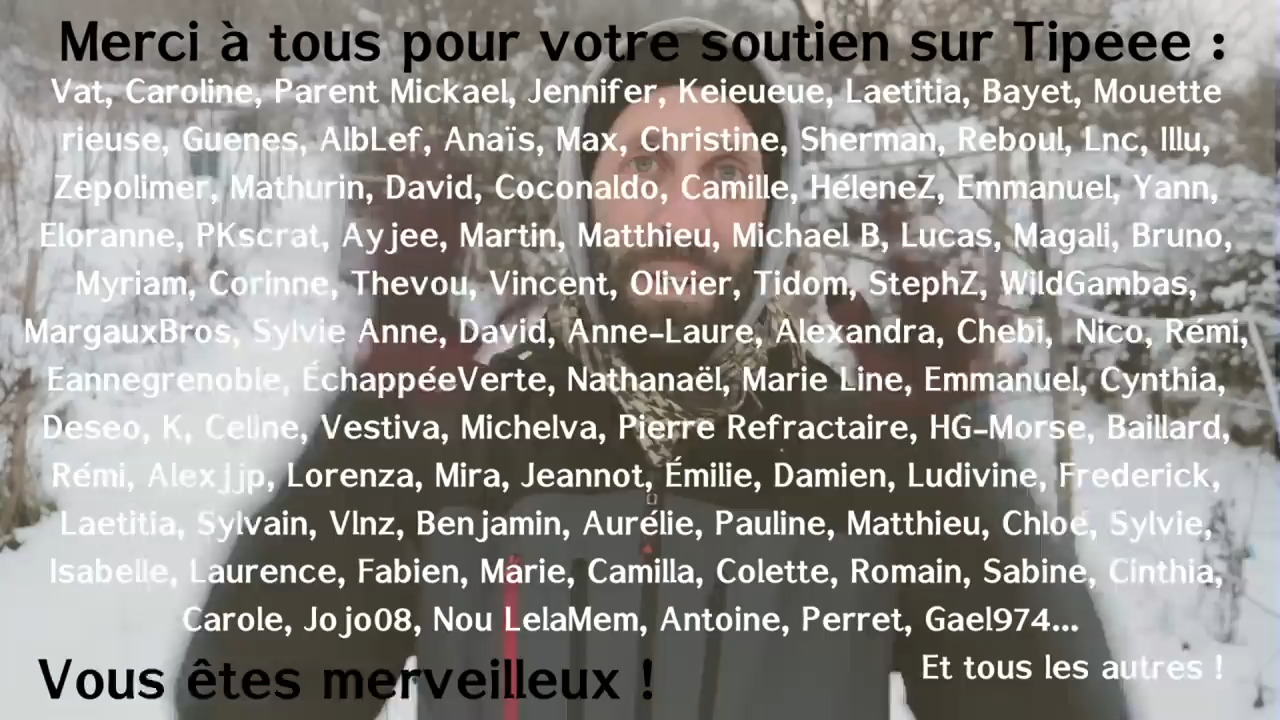 Merci à tous pour votre soutien sur Tipeee :
Vat, Caroline, Parent Mickael, Jennifer, Keieueue, Laetitia, Bayet, Mouette
rieuse, Guenes, AlbLef, Anaïs, Max, Christine, Sherman, Reboul, Lnc, Illu,
Zepolimer, Mathurin, David, Coconaldo, Camille, HéleneZ, Emmanuel, Yann,
Eloranne, PKscrat, Ayjee, Martin, Matthieu, Michael B, Lucas, Magali, Bruno,
Myriam, Corinne, Thevou, Vincent, Olivier, Tidom, StephZ, WildGambas,
MargauxBros, Sylvie Anne, David, Anne-Laure, Alexandra, Chebi, Nico, Rémi,
Eannegrenoble, ÉchappéeVerte, Nathanaël, Marie Line, Emmanuel, Cynthia,
Deseo, K, Celine, Vestiva, Michelva, Pierre Refractaire, HG-Morse, Baillard,
Rémi, AlexJjp, Lorenza, Mira, Jeannot, Émilie, Damien, Ludivine, Frederick,
Laetitia, Sylvain, Vlnz, Benjamin, Aurélie, Pauline, Matthieu, Chloé, Sylvie,
Isabelle, Laurence, Fabien, Marie, Camilla, Colette, Romain, Sabine, Cinthia,
Carole, Jojo08, Nou LelaMem, Antoine, Perret, Gael974...
Et tous les autres !
Vous êtes merveilleux !